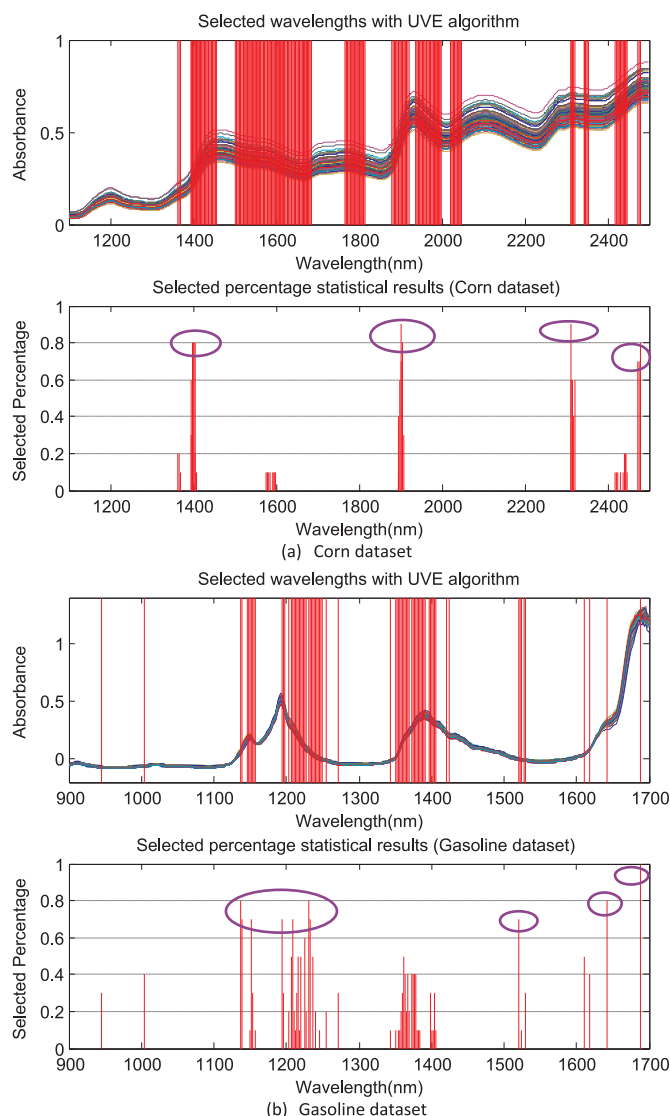 Selected wavelengths with UVE algorithm
1
0.5
0
Absorbance
1200 1400 1600 1800 2000 2200 2400
Wavelength(nm)
Selected percentage statistical results (Corn dataset)
1
0.8
0.6
0.4
0.2
0
Selected Percentage
1200 1400 1600 1800 2000 2200 2400
Wavelength(nm)
(a) Corn dataset
Selected wavelengths with UVE algorithm
1
0.5
0
Absorbance
900 1000 1100 1200 1300 1400 1500 1600 1700
Wavelength(nm)
Selected percentage statistical results (Gasoline dataset)
1
0.8
0.6
0.4
0.2
0
Selected Percentage
900 1000 1100 1200 1300 1400 1500 1600 1700
Wavelength(nm)
(b) Gasoline dataset